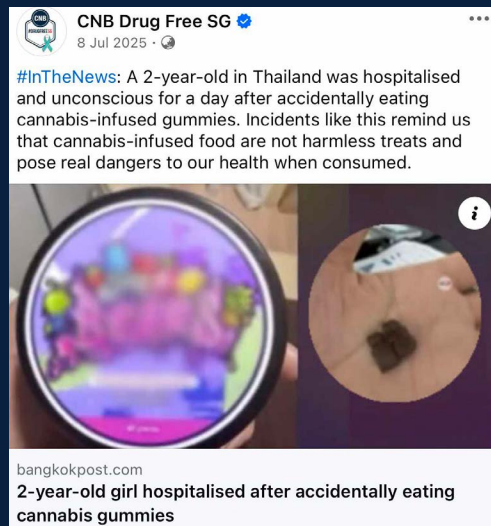 CNB
CNB Drug Free SG
8 Jul 2025 ·
#InTheNews: A 2-year-old in Thailand was hospitalised
and unconscious for a day after accidentally eating
cannabis-infused gummies. Incidents like this remind us
that cannabis-infused food are not harmless treats and
pose real dangers to our health when consumed.
i
bangkokpost.com
2-year-old girl hospitalised after accidentally eating
cannabis gummies